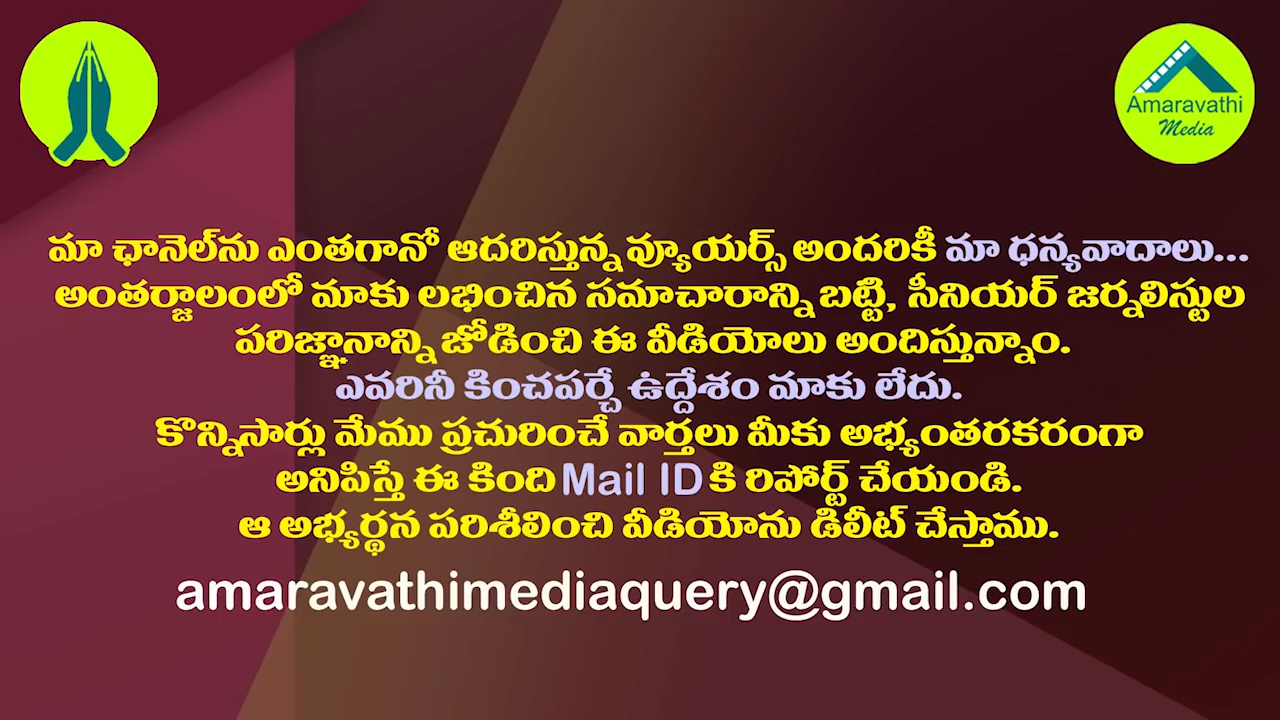 Amaravathi
Media
మా ఛానెల్‌ను ఎంతగానో ఆదరిస్తున్న వ్యూయర్స్ అందరికీ మా ధన్యవాదాలు...
అంతర్జాలంలో మాకు లభించిన సమాచారాన్ని బట్టి, సీనియర్ జర్నలిస్టుల
పరిజ్ఞానాన్ని జోడించి ఈ వీడియోలు అందిస్తున్నాం.
ఎవరినీ కించపర్చే ఉద్దేశం మాకు లేదు.
కొన్నిసార్లు మేము ప్రచురించే వార్తలు మీకు అభ్యంతరకరంగా
అనిపిస్తే ఈ కింది Mail ID కి రిపోర్ట్ చేయండి.
ఆ అభ్యర్థన పరిశీలించి వీడియోను డిలీట్ చేస్తాము.
amaravathimediaquery@gmail.com